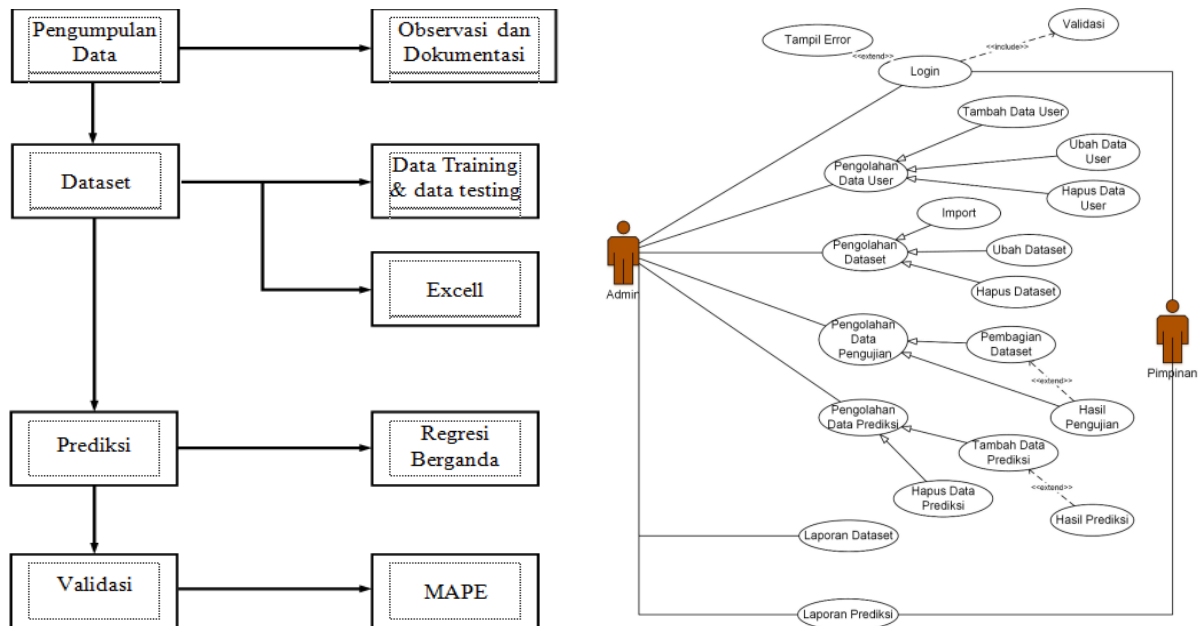 Pengumpulan
Data
Observasi dan
Dokumentasi
Dataset
Data Training
& data testing
Excell
Prediksi
Regresi
Berganda
Validasi
MAPE
Tampil Error
<<extend>>
<<include>>
Validasi
Login
Tambah Data User
Pengolahan
Data User
Ubah Data
User
Hapus Data
User
Import
Pengolahan
Dataset
Ubah Dataset
Hapus Dataset
Admin
Pengolahan
Data
Pengujian
Pembagian
Dataset
<<extend>>
Hasil
Pengujian
Pimpinan
Pengolahan
Data Prediksi
Tambah Data
Prediksi
Hapus Data
Prediksi
<<extend>>
Hasil Prediksi
Laporan Dataset
Laporan Prediksi